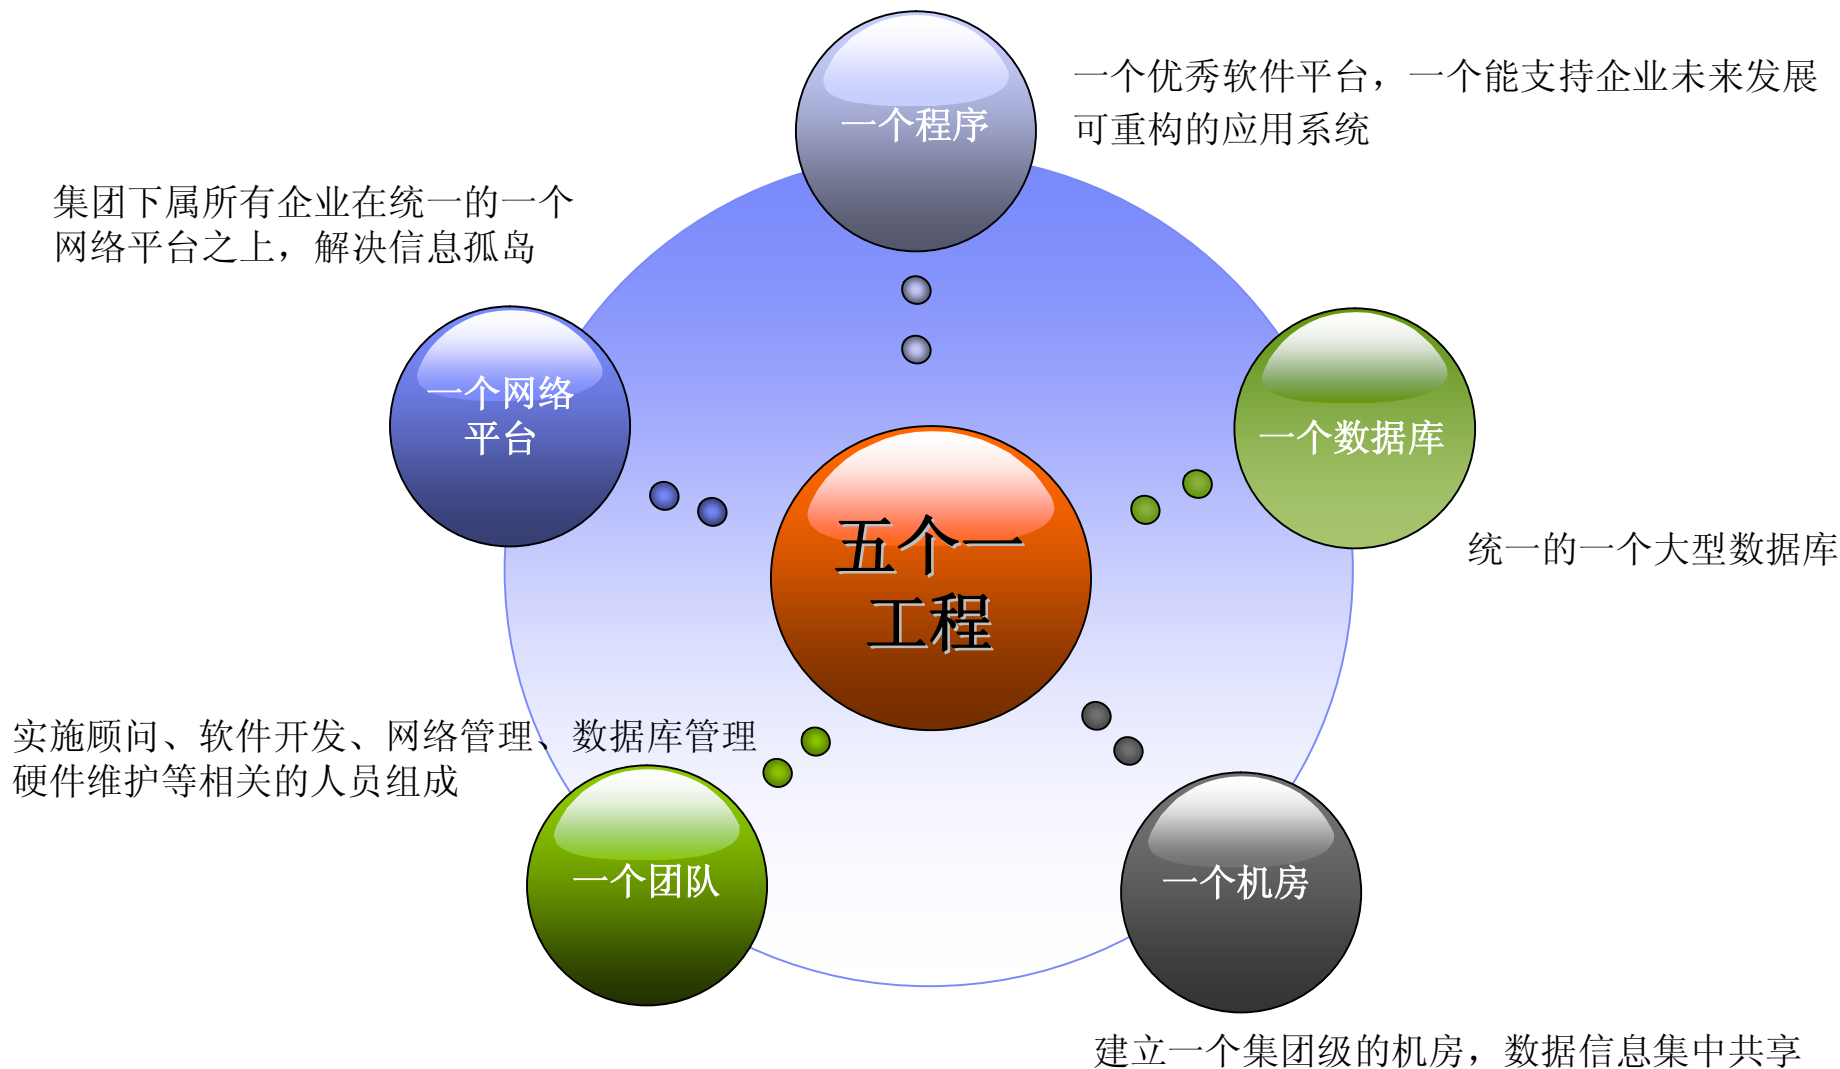 一个程序
一个优秀软件平台，一个能支持企业未来发展
可重构的应用系统
集团下属所有企业在统一的一个
网络平台之上，解决信息孤岛
一个网络
平台
一个数据库
统一的一个大型数据库
五个一
工程
实施顾问、软件开发、网络管理、数据库管理
硬件维护等相关的人员组成
一个团队
一个机房
建立一个集团级的机房，数据信息集中共享